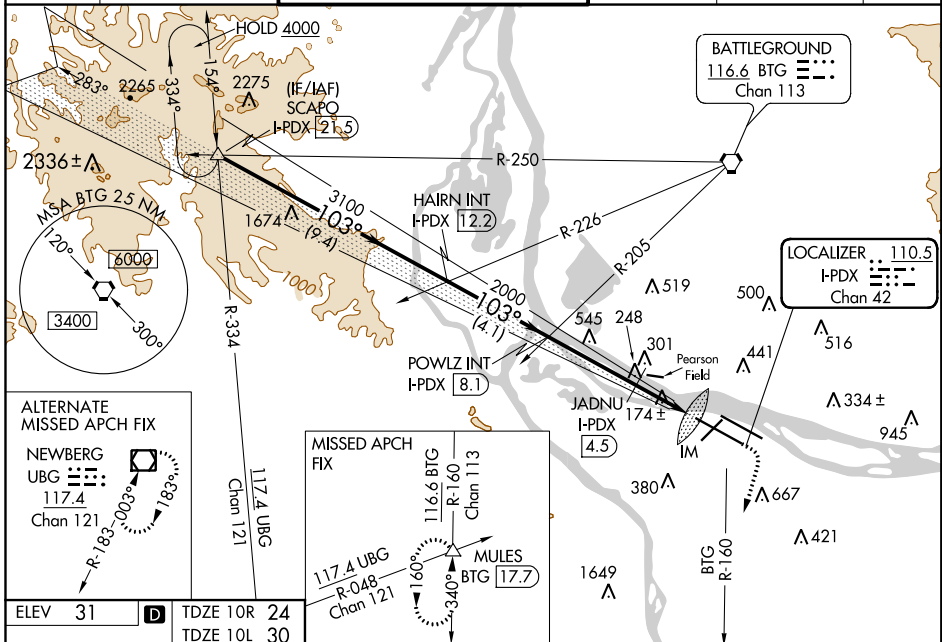 HOLD 4000
BATTLEGROUND
116.6 BTG
Chan 113
283°
2265
334°
154°
2275
(IF/IAF)
SCAPO
I-PDX 21.5
2336 ±
R-250
MSA BTG 25 NM
120°
6000
3400
300°
1674
3100
103°
(9.4)
1000
HAIRN INT
I-PDX 12.2
R-226
R-205
LOCALIZER 110.5
I-PDX
Chan 42
2000
103°
(4.1)
519
500
545
248
301
516
441
Pearson
Field
R-334
POWLZ INT
I-PDX 8.1
JADNU
I-PDX
4.5
174 ±
334 ±
945
IM
ALTERNATE
MISSED APCH FIX
NEWBERG
UBG
117.4
Chan 121
R-183
003°
183°
117.4 UBG
Chan 121
MISSED APCH
FIX
116.6 BTG
R-160
Chan 113
117.4 UBG
R-048
Chan 121
160°
340°
MULES
BTG 17.7
380
667
421
1649
BTG
R-160
ELEV 31
D
TDZE 10R 24
TDZE 10L 30